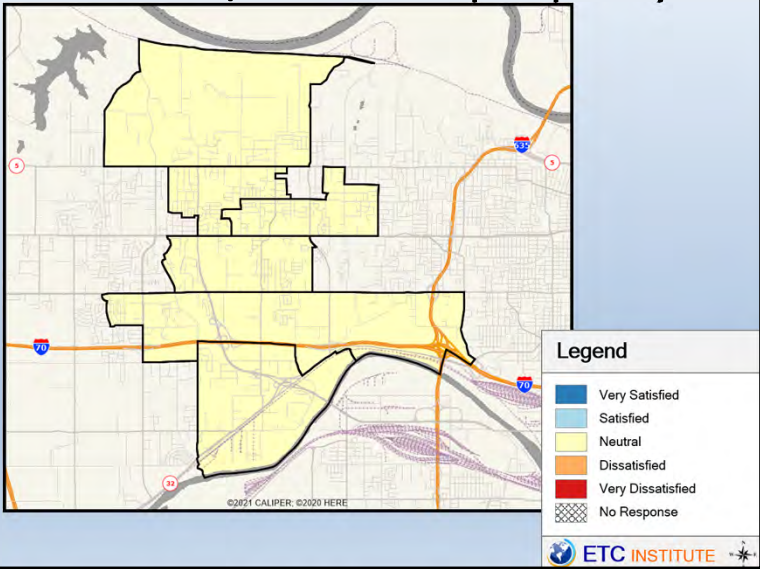 635
5
5
70
70
32
©2021 CALIPER; ©2020 HERE
Legend
Very Satisfied
Satisfied
Neutral
Dissatisfied
Very Dissatisfied
No Response
ETC INSTITUTE